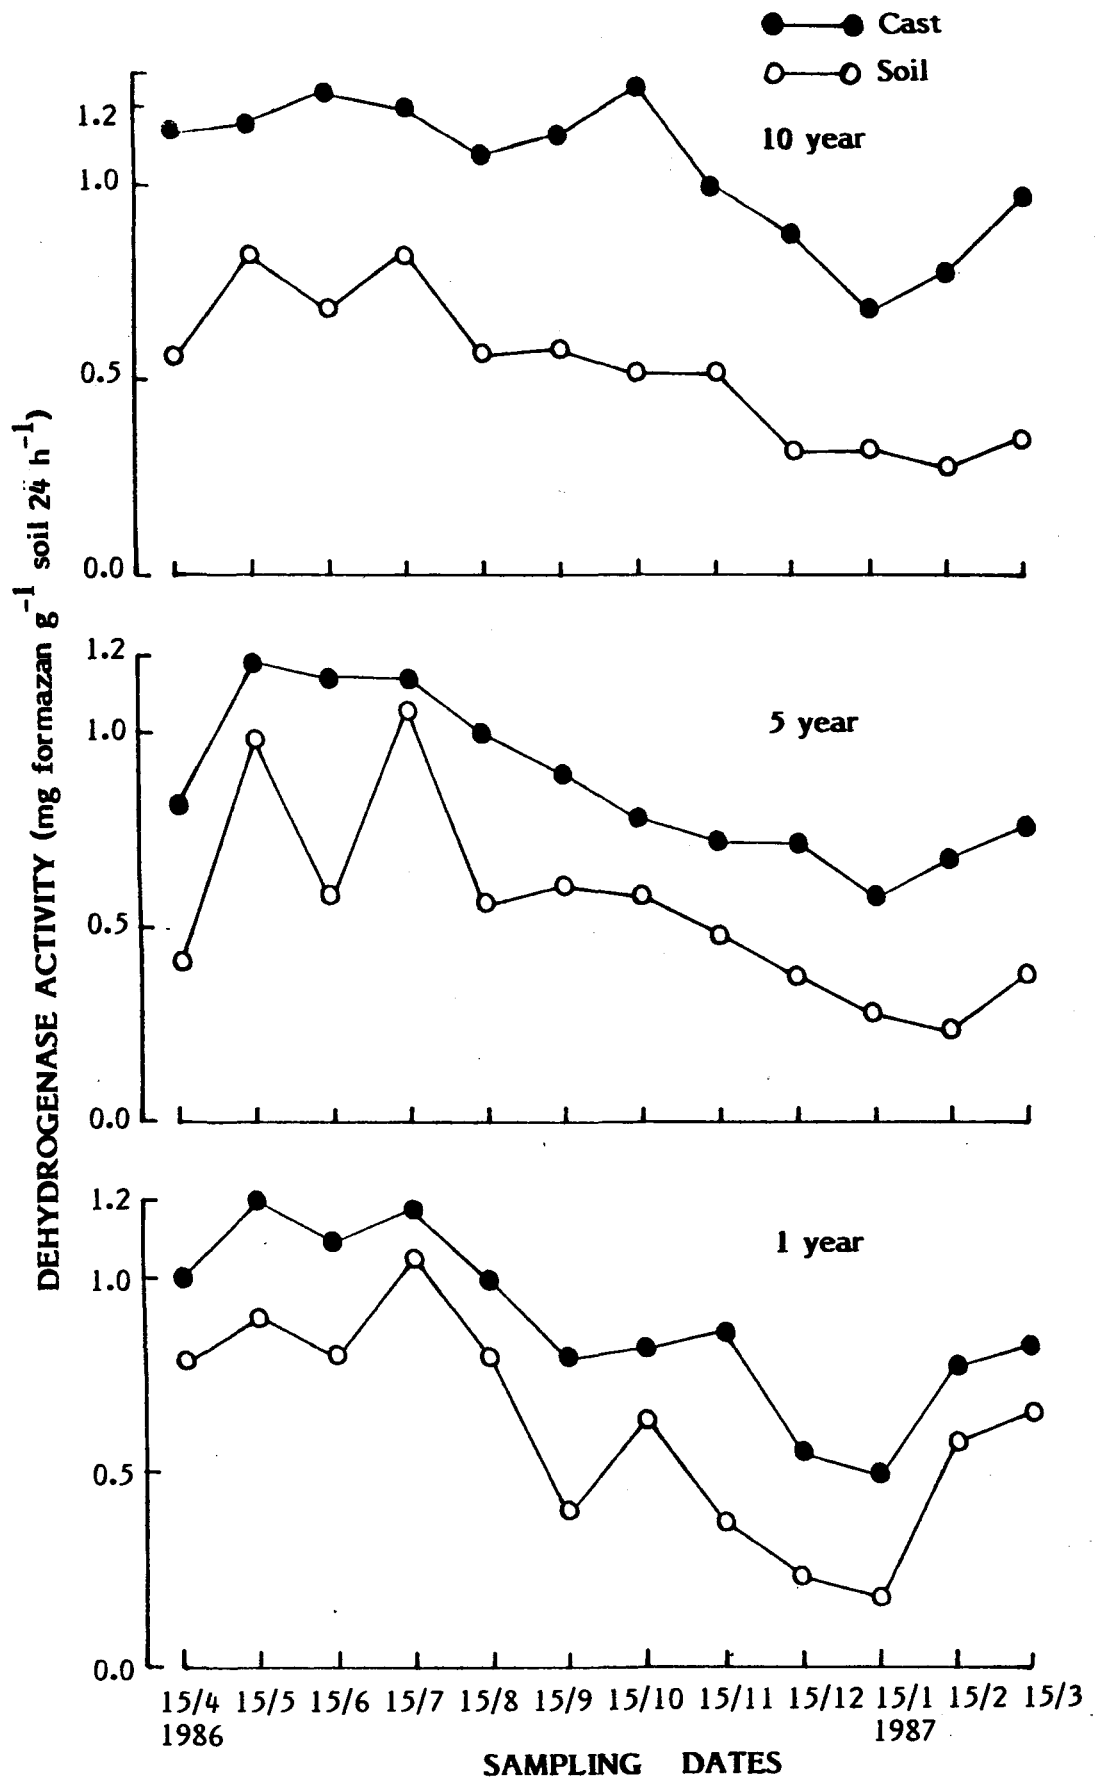 Cast
Soil
10 year
1.2
1.0
0.5
0.0
5 year
1.2
1.0
0.5
0.0
1 year
1.2
1.0
0.5
0.0
DEHYDROGENASE ACTIVITY (mg formazan g⁻¹ soil 24 h⁻¹)
15/4 15/5 15/6 15/7 15/8 15/9 15/10 15/11 15/12 15/1 15/2 15/3
1986 1987
SAMPLING DATES